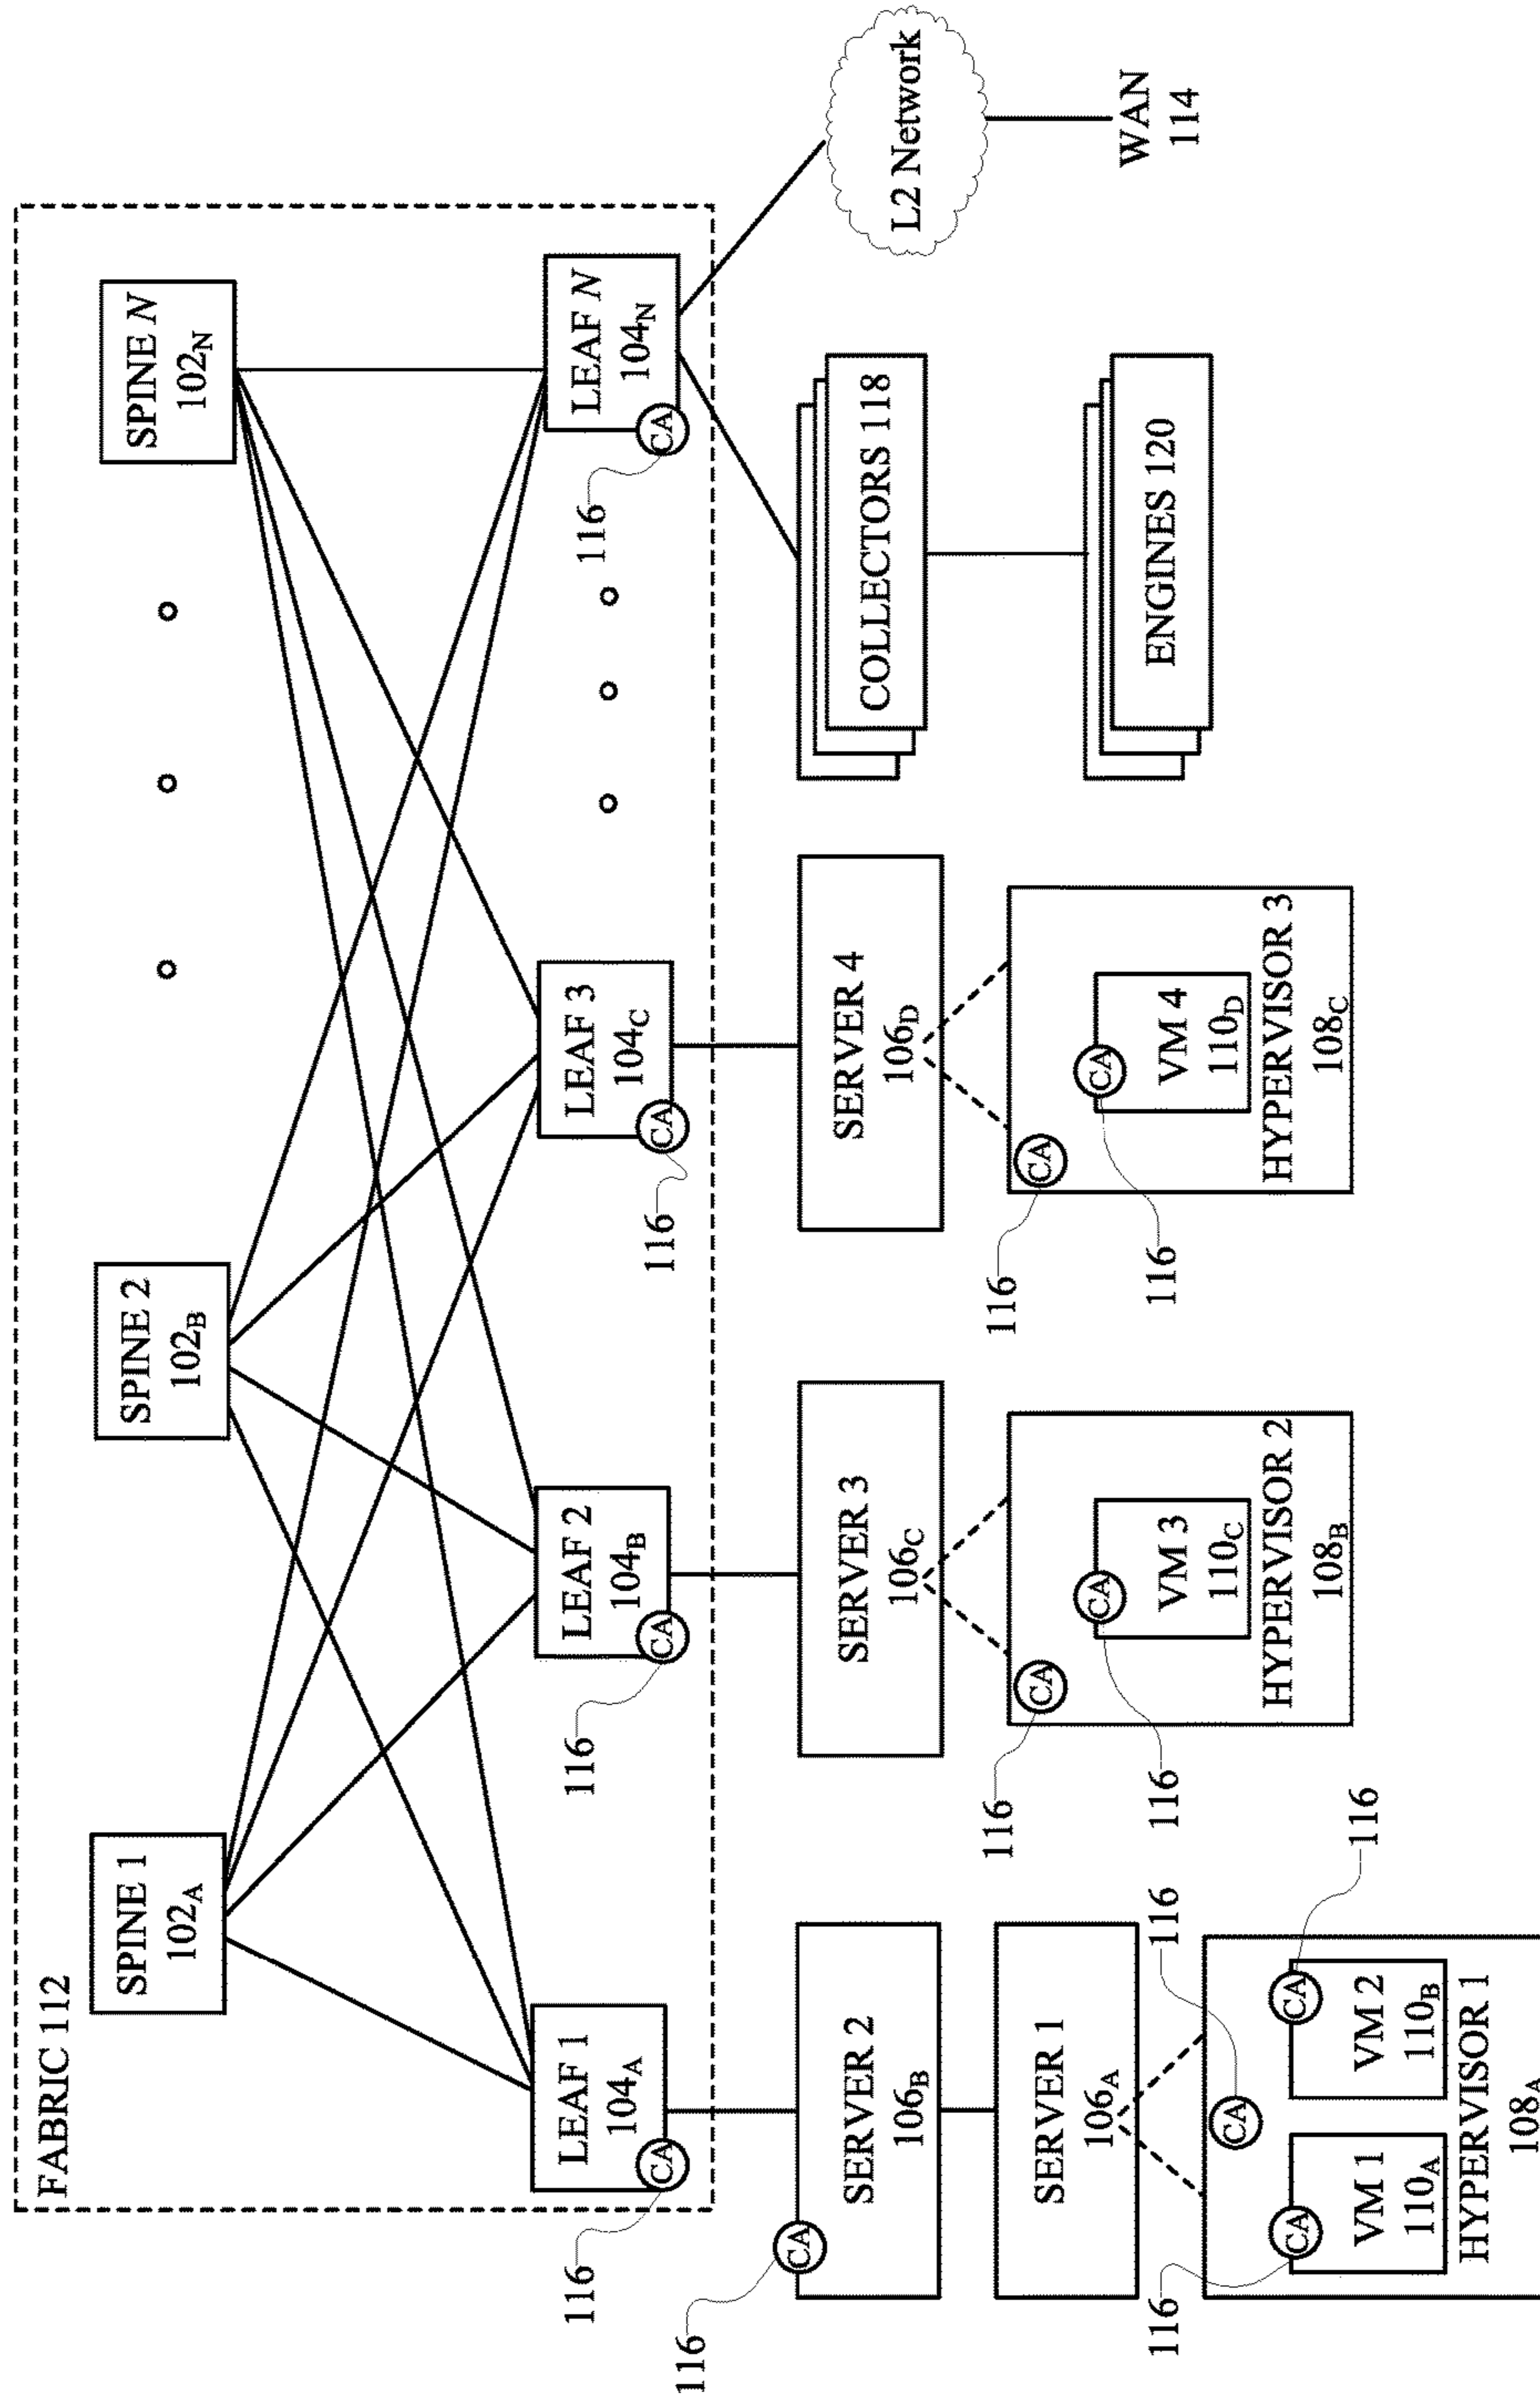 FABRIC 112
SPINE 1
102A
SPINE 2
102B
SPINE N
102N
LEAF 1
104A
CA
116
LEAF 2
104B
CA
116
LEAF 3
104C
CA
116
LEAF N
104N
CA
116
L2 Network
WAN
114
CA
116
SERVER 2
106B
SERVER 1
106A
SERVER 3
106C
SERVER 4
106D
COLLECTORS 118
ENGINES 120
CA
116
CA
116
VM 1
110A
CA
116
VM 2
110B
HYPERVISOR 1
108A
CA
116
CA
116
VM 3
110C
HYPERVISOR 2
108B
CA
116
CA
116
VM 4
110D
HYPERVISOR 3
108C